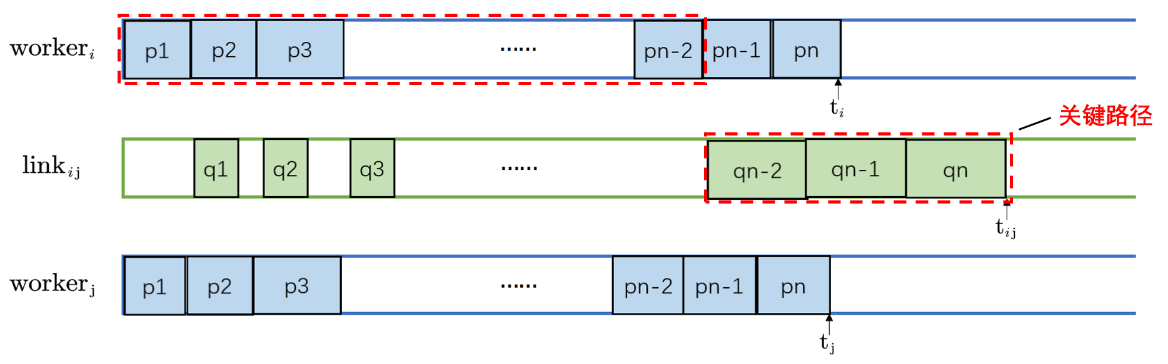 worker_i p1 p2 p3 ······ pn-2 pn-1 pn
t_i
关键路径
link_ij q1 q2 q3 ······ qn-2 qn-1 qn
t_ij
worker_j p1 p2 p3 ······ pn-2 pn-1 pn
t_j